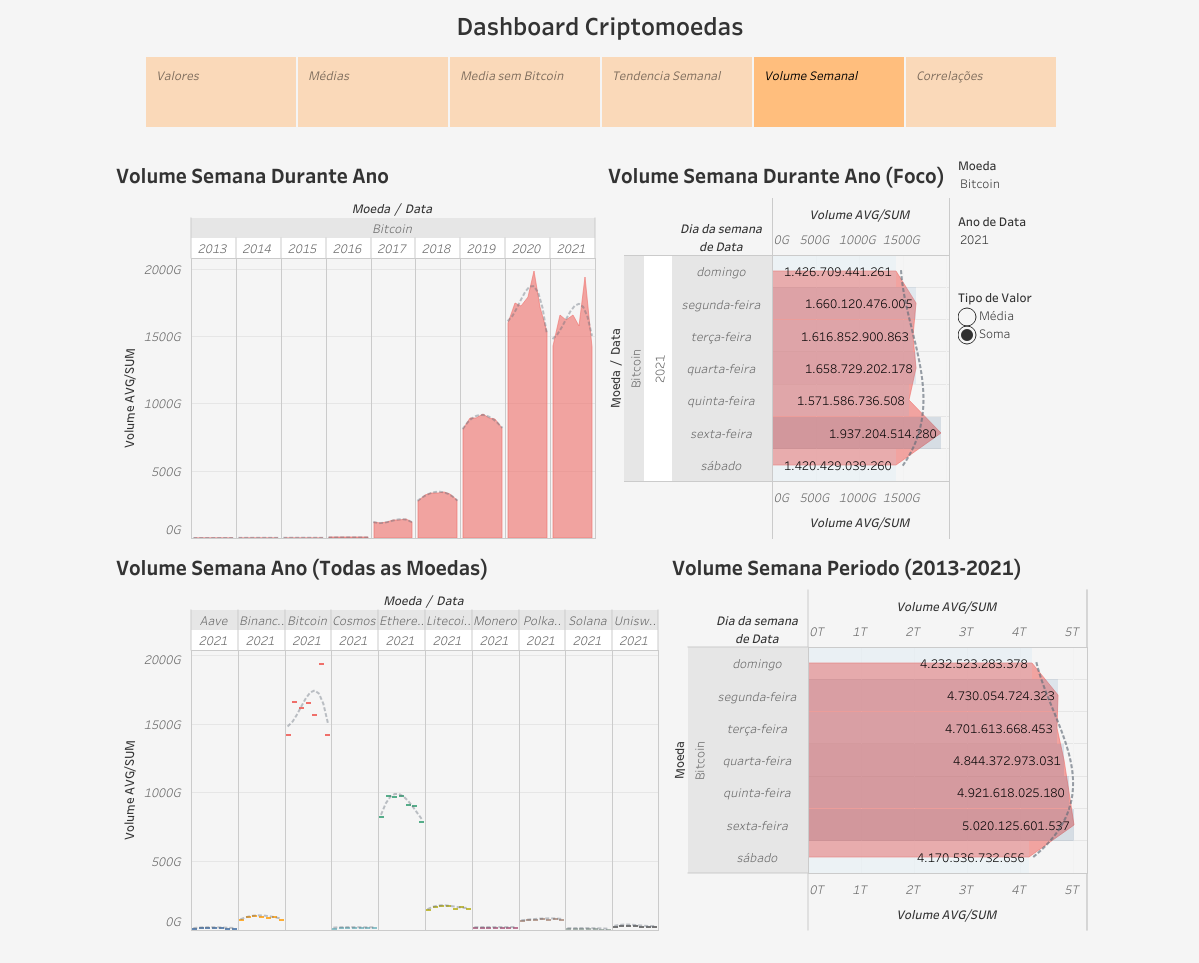 Dashboard Criptomoedas
Valores
Médias
Media sem Bitcoin
Tendencia Semanal
Volume Semanal
Correlações
Volume Semana Durante Ano
Moeda / Data
Bitcoin
2013 2014 2015 2016 2017 2018 2019 2020 2021
Volume AVG/SUM
2000G
1500G
1000G
500G
0G
Volume Semana Durante Ano (Foco)
Volume AVG/SUM
Dia da semana
de Data
0G 500G 1000G 1500G
Moeda / Data
Bitcoin
2021
domingo 1.426.709.441.261
segunda-feira 1.660.120.476.005
terça-feira 1.616.852.900.863
quarta-feira 1.658.729.202.178
quinta-feira 1.571.586.736.508
sexta-feira 1.937.204.514.280
sábado 1.420.429.039.260
0G 500G 1000G 1500G
Volume AVG/SUM
Moeda
Bitcoin
Ano de Data
2021
Tipo de Valor
Média
Soma
Volume Semana Ano (Todas as Moedas)
Moeda / Data
Aave Binanc.. Bitcoin Cosmos Ethere.. Litecoi.. Monero Polka.. Solana Unisw..
2021 2021 2021 2021 2021 2021 2021 2021 2021 2021
Volume AVG/SUM
2000G
1500G
1000G
500G
0G
Volume Semana Periodo (2013-2021)
Volume AVG/SUM
Dia da semana
de Data
0T 1T 2T 3T 4T 5T
Moeda
Bitcoin
domingo 4.232.523.283.378
segunda-feira 4.730.054.724.323
terça-feira 4.701.613.668.453
quarta-feira 4.844.372.973.031
quinta-feira 4.921.618.025.180
sexta-feira 5.020.125.601.537
sábado 4.170.536.732.656
0T 1T 2T 3T 4T 5T
Volume AVG/SUM